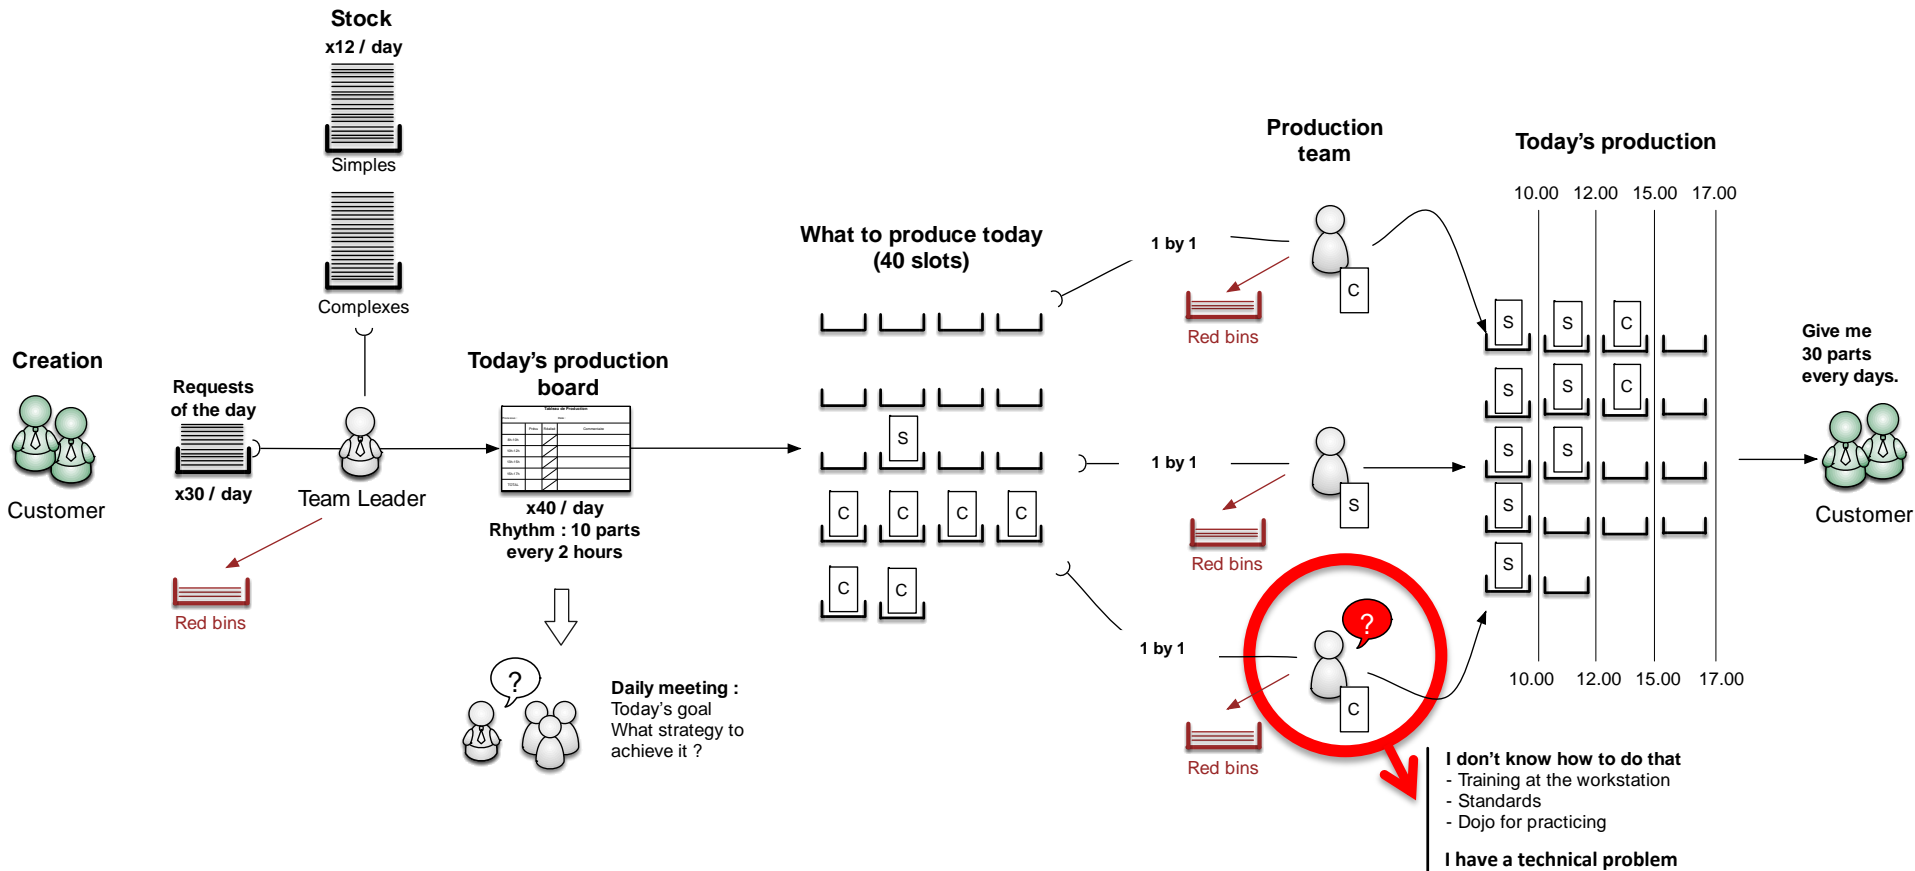 Stock
x12 / day
Simples
Complexes
Creation
Customer
Requests
of the day
x30 / day
Team Leader
Red bins
Today's production
board
Tableau de Production
x40 / day
Rhythm : 10 parts
every 2 hours
?
Daily meeting :
Today's goal
What strategy to
achieve it ?
What to produce today
(40 slots)
S
C C C C
C C
Production
team
1 by 1
C
Red bins
1 by 1
S
Red bins
1 by 1
?
C
Red bins
Today's production
10.00 12.00 15.00 17.00
S S C
S S C
S S
S
S
10.00 12.00 15.00 17.00
Give me
30 parts
every days.
Customer
I don't know how to do that
- Training at the workstation
- Standards
- Dojo for practicing
I have a technical problem